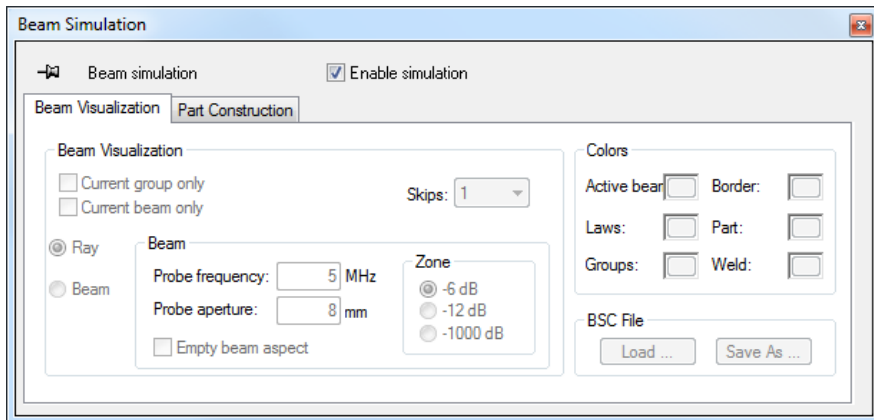 Beam Simulation
Beam simulation
Enable simulation
Beam Visualization
Part Construction
Beam Visualization
Current group only
Current beam only
Skips: 1
Ray
Beam
Beam
Probe frequency: 5 MHz
Probe aperture: 8 mm
Empty beam aspect
Zone
-6 dB
-12 dB
-1000 dB
Colors
Active bear
Border:
Laws:
Part:
Groups:
Weld:
BSC File
Load ...
Save As ...